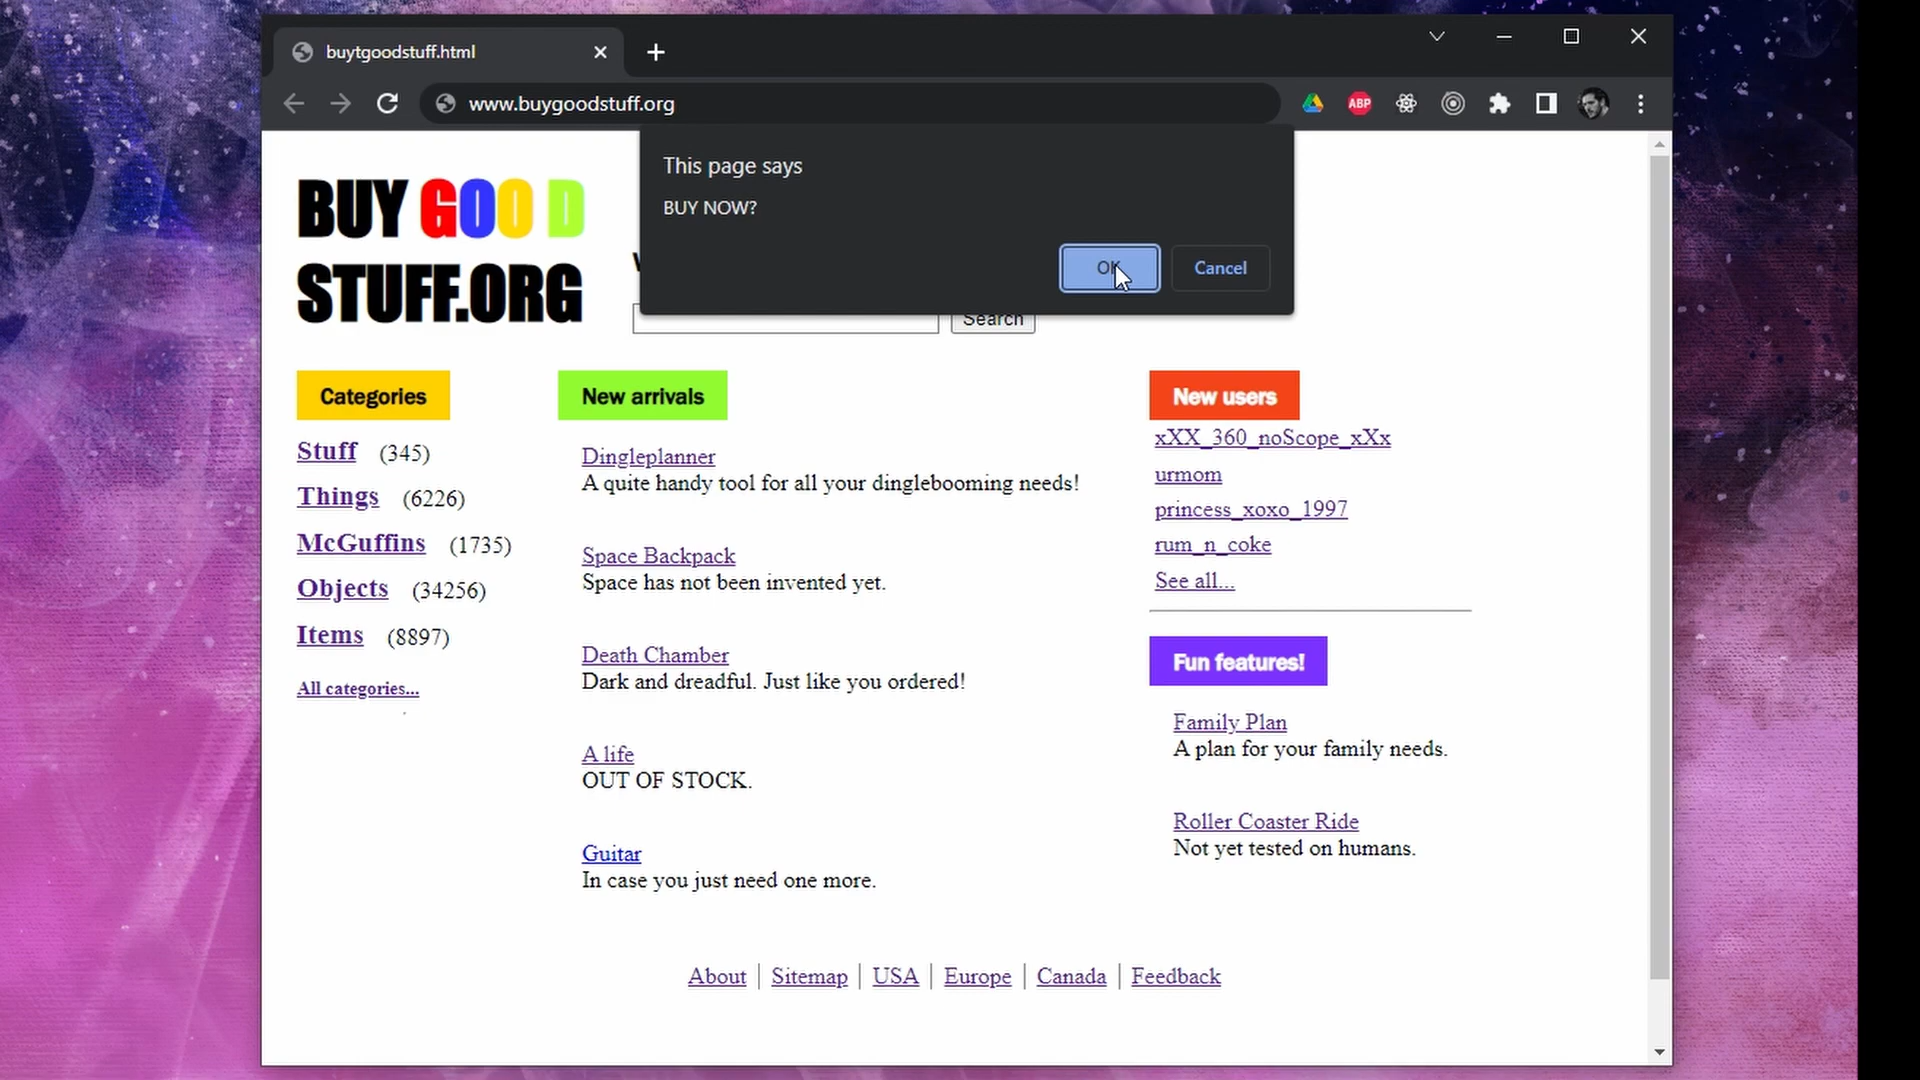 buytgoodstuff.html
www.buygoodstuff.org
ABP
This page says
BUY NOW?
OK
Cancel
BUY GOOD
STUFF.ORG
Search
Categories
Stuff (345)
Things (6226)
McGuffins (1735)
Objects (34256)
Items (8897)
All categories...
New arrivals
Dingleplanner
A quite handy tool for all your dinglebooming needs!
Space Backpack
Space has not been invented yet.
Death Chamber
Dark and dreadful. Just like you ordered!
A life
OUT OF STOCK.
Guitar
In case you just need one more.
New users
xXX_360_noScope_xXx
urmom
princess_xoxo_1997
rum_n_coke
See all...
Fun features!
Family Plan
A plan for your family needs.
Roller Coaster Ride
Not yet tested on humans.
About | Sitemap | USA | Europe | Canada | Feedback